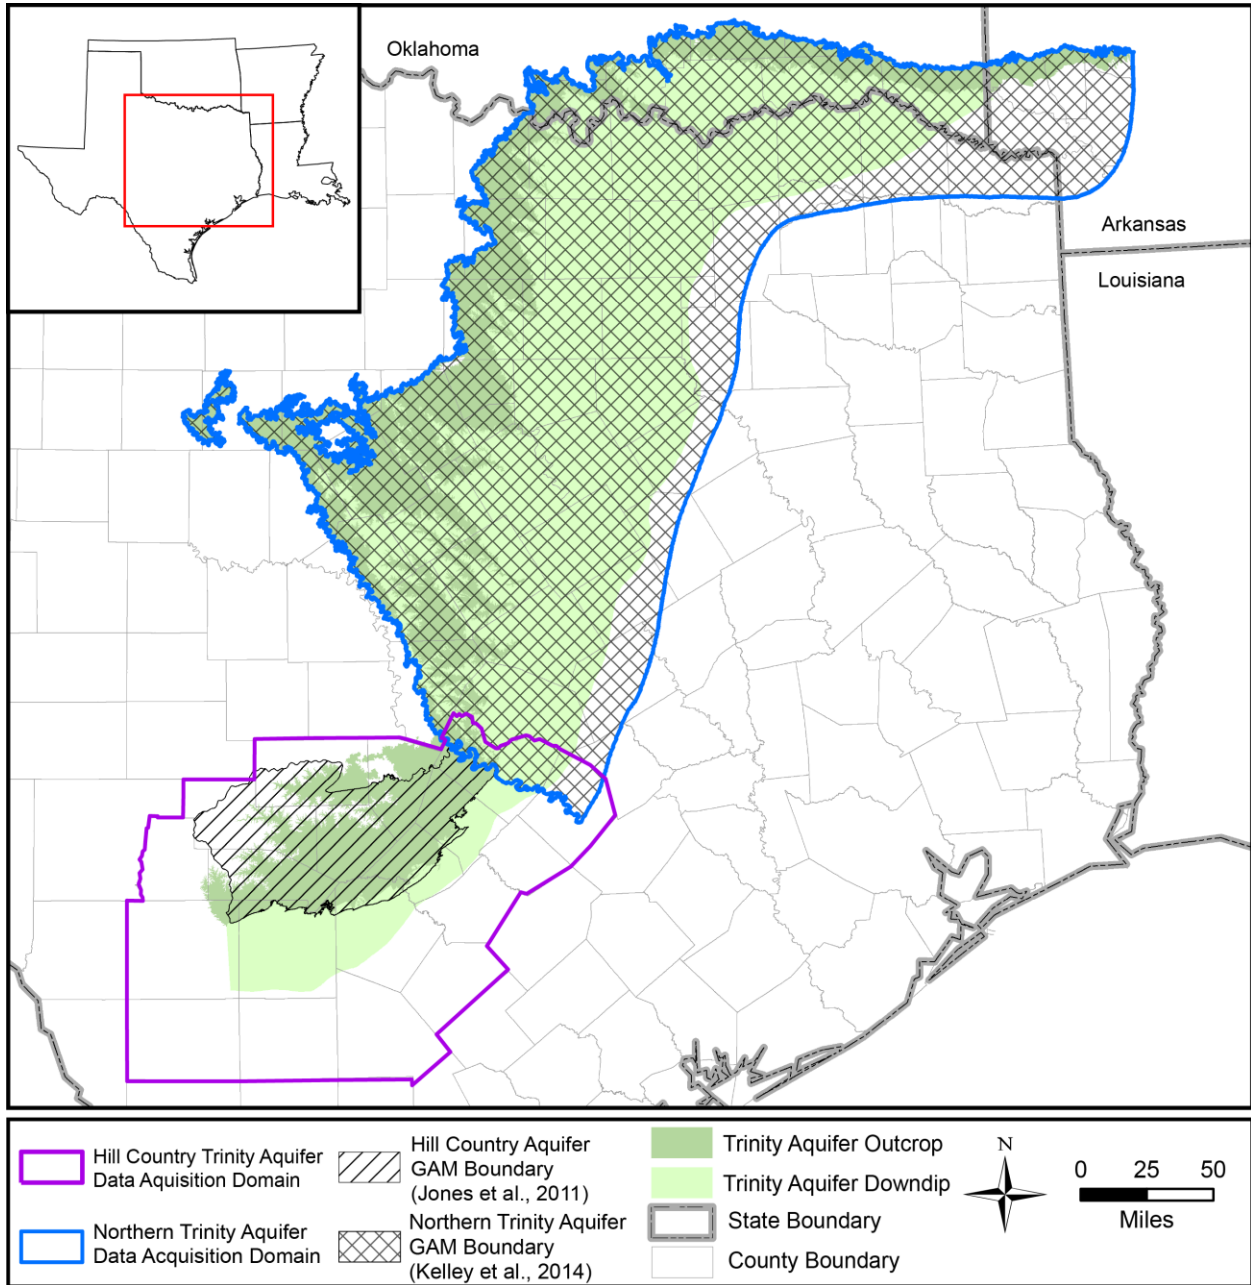 Oklahoma
Arkansas
Louisiana
Hill Country Trinity Aquifer
Data Aquisition Domain
Northern Trinity Aquifer
Data Acquisition Domain
Hill Country Aquifer
GAM Boundary
(Jones et al., 2011)
Northern Trinity Aquifer
GAM Boundary
(Kelley et al., 2014)
Trinity Aquifer Outcrop
Trinity Aquifer Downdip
State Boundary
County Boundary
N
0 25 50
Miles